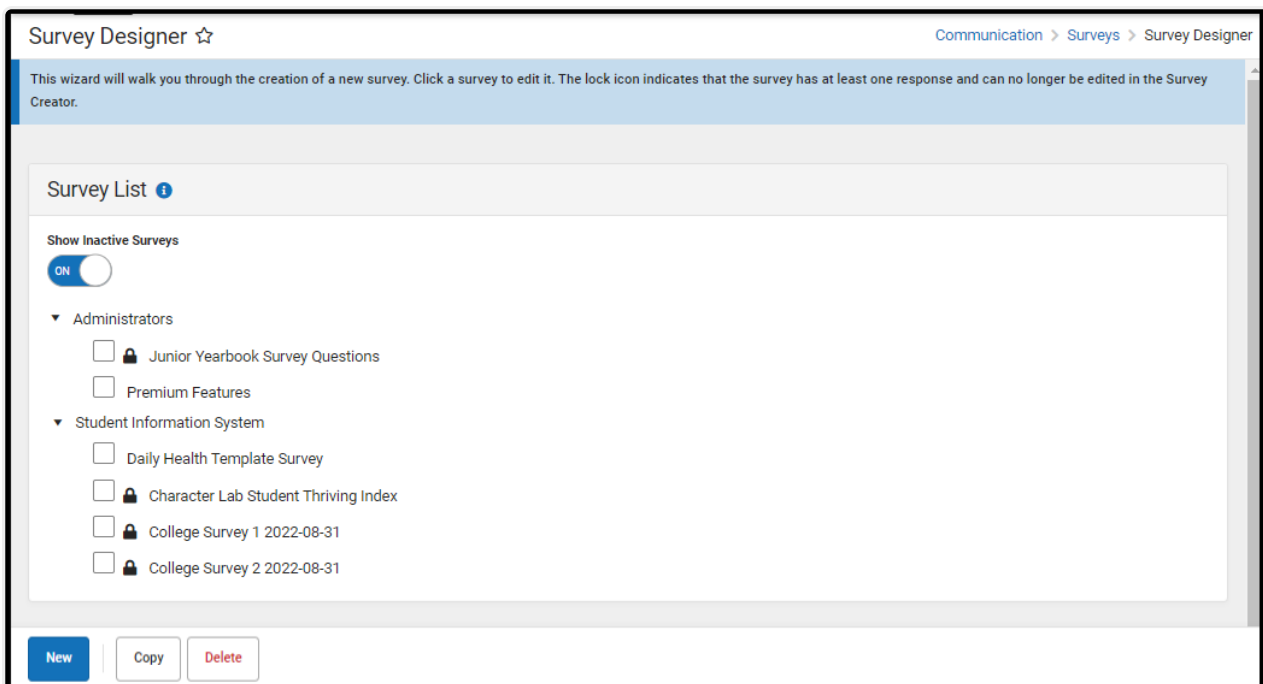 Survey Designer
Communication > Surveys > Survey Designer
This wizard will walk you through the creation of a new survey. Click a survey to edit it. The lock icon indicates that the survey has at least one response and can no longer be edited in the Survey
Creator.
Survey List
Show Inactive Surveys
ON
Administrators
Junior Yearbook Survey Questions
Premium Features
Student Information System
Daily Health Template Survey
Character Lab Student Thriving Index
College Survey 1 2022-08-31
College Survey 2 2022-08-31
New
Copy
Delete